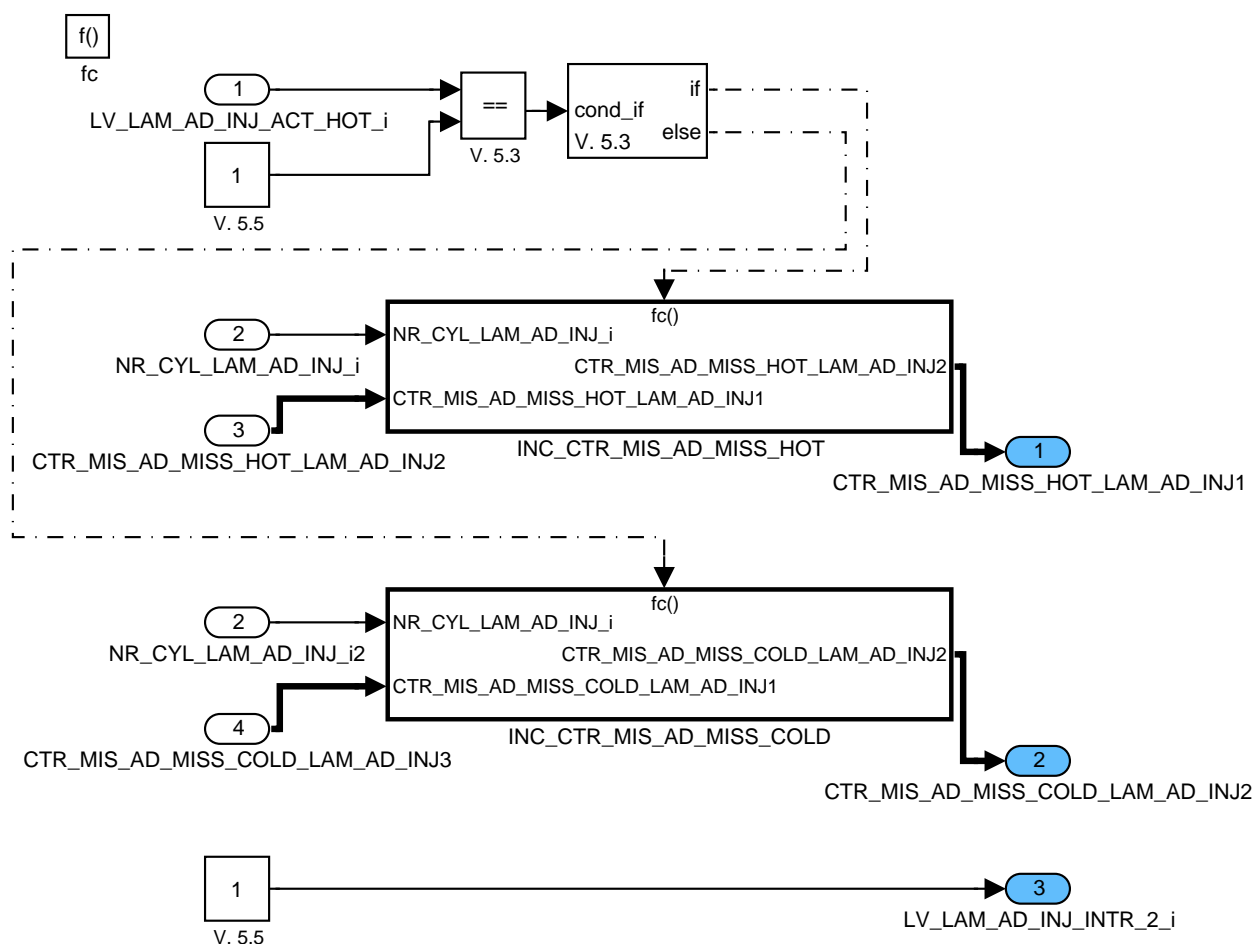 f()
fc
1
LV_LAM_AD_INJ_ACT_HOT_i
==
V. 5.3
cond_if
if
else
V. 5.3
1
V. 5.5
fc()
2
NR_CYL_LAM_AD_INJ_i
NR_CYL_LAM_AD_INJ_i
CTR_MIS_AD_MISS_HOT_LAM_AD_INJ2
CTR_MIS_AD_MISS_HOT_LAM_AD_INJ1
3
CTR_MIS_AD_MISS_HOT_LAM_AD_INJ2
INC_CTR_MIS_AD_MISS_HOT
1
CTR_MIS_AD_MISS_HOT_LAM_AD_INJ1
fc()
2
NR_CYL_LAM_AD_INJ_i2
NR_CYL_LAM_AD_INJ_i
CTR_MIS_AD_MISS_COLD_LAM_AD_INJ2
CTR_MIS_AD_MISS_COLD_LAM_AD_INJ1
4
CTR_MIS_AD_MISS_COLD_LAM_AD_INJ3
INC_CTR_MIS_AD_MISS_COLD
2
CTR_MIS_AD_MISS_COLD_LAM_AD_INJ2
1
V. 5.5
3
LV_LAM_AD_INJ_INTR_2_i